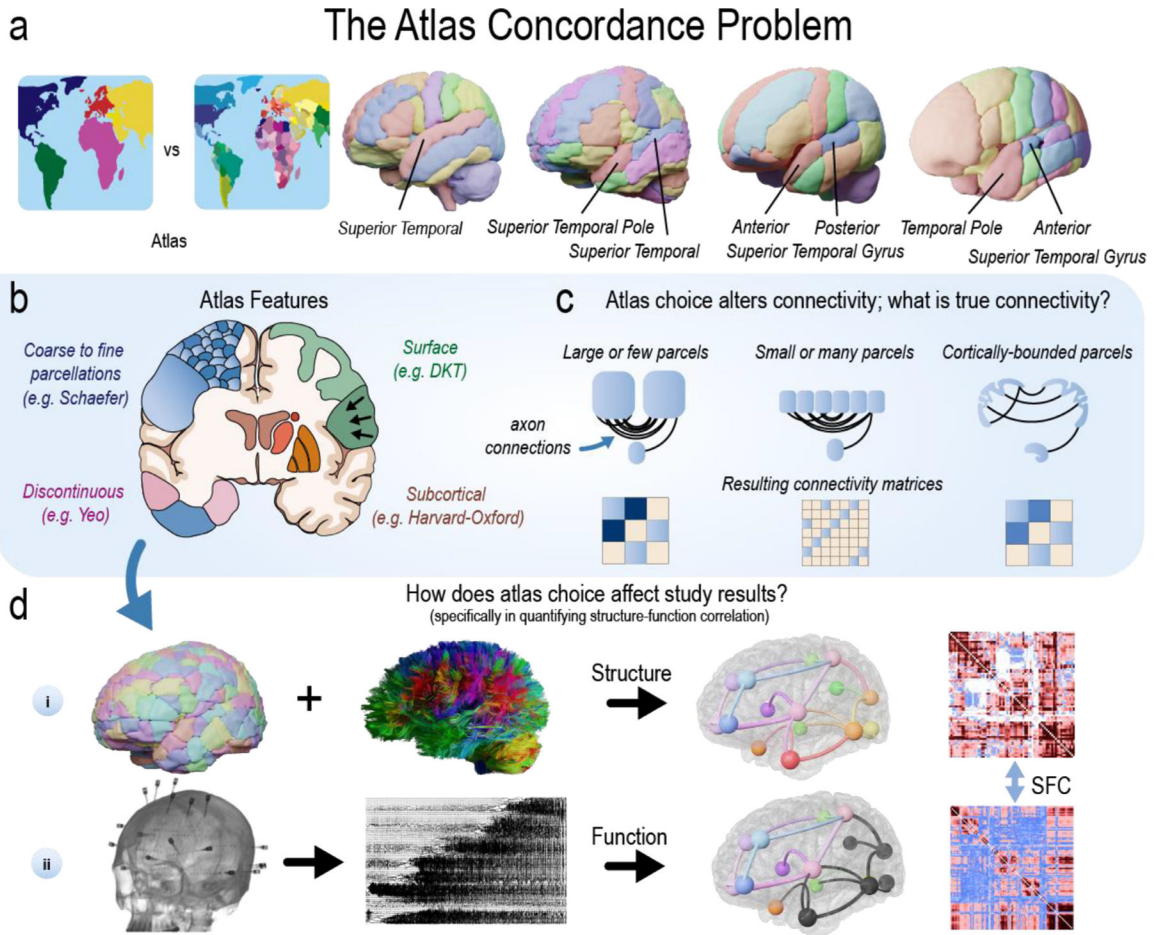 a
The Atlas Concordance Problem
vs
Atlas
Superior Temporal
Superior Temporal Pole
Superior Temporal
Anterior Posterior
Superior Temporal Gyrus
Temporal Pole Anterior
Superior Temporal Gyrus
b
Atlas Features
Coarse to fine
parcellations
(e.g. Schaefer)
Surface
(e.g. DKT)
Discontinuous
(e.g. Yeo)
Subcortical
(e.g. Harvard-Oxford)
c
Atlas choice alters connectivity; what is true connectivity?
Large or few parcels
Small or many parcels
Cortically-bounded parcels
axon
connections
Resulting connectivity matrices
d
How does atlas choice affect study results?
(specifically in quantifying structure-function correlation)
i
+
Structure
SFC
ii
Function